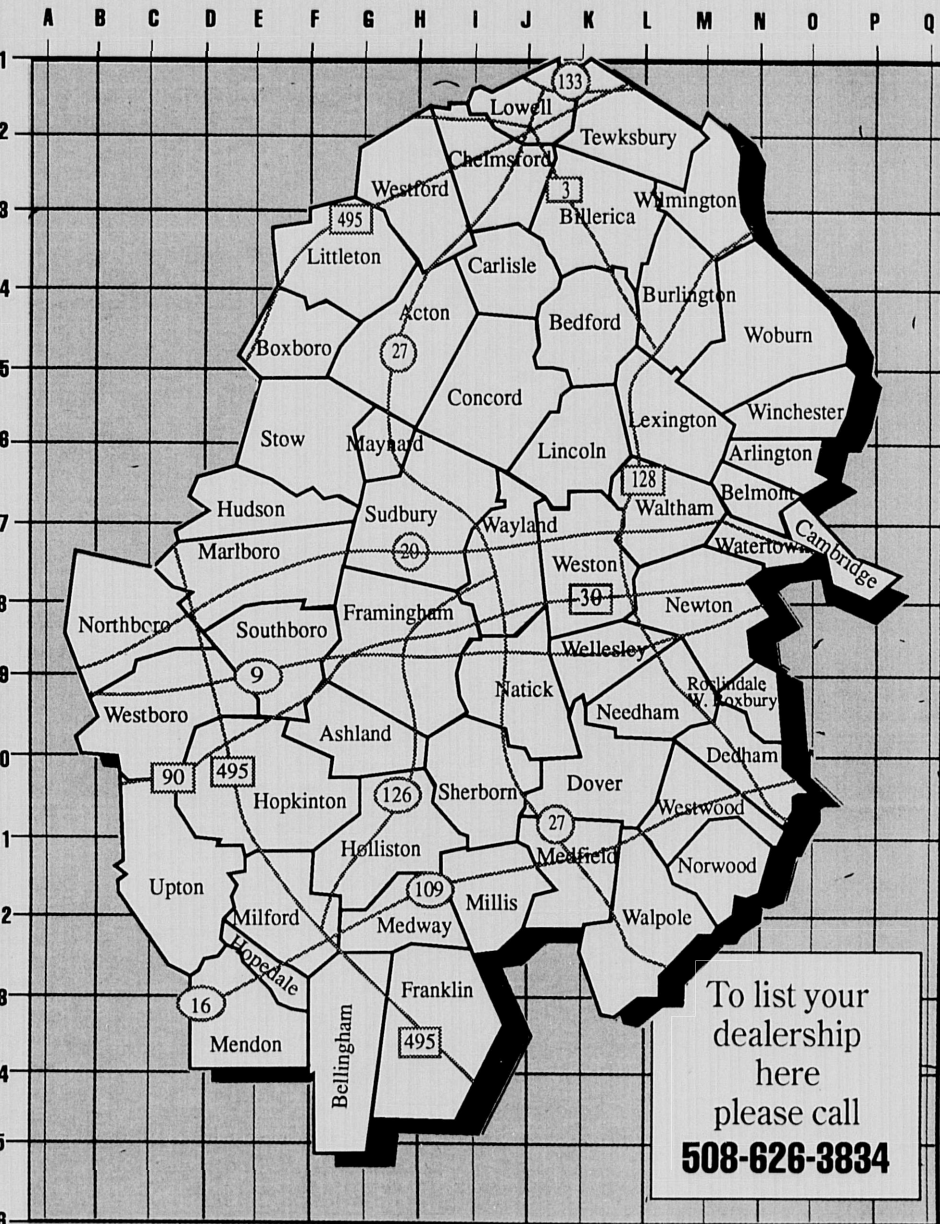 A B C D E F G H I J K L M N O P Q
1
133
Lowell
2
Tewksbury
Chelmsford
Westford
3
Wilmington
3
Billerica
495
Littleton
Carlisle
4
Burlington
Acton
Bedford
Woburn
Boxboro
27
5
Concord
Winchester
Lexington
Stow
Maynard
6
Lincoln
Arlington
128
Belmont
Hudson
Waltham
Sudbury
7
Wayland
Cambridge
Marlboro
20
Watertown
Weston
30
8
Newton
Framingham
Northboro
Southboro
Wellesley
9
9
Roslindale
W. Roxbury
Natick
Westboro
Needham
Ashland
0
Dedham
90
495
Dover
Hopkinton
126
Sherborn
Westwood
27
1
Holliston
Medfield
Norwood
Upton
109
Millis
2
Milford
Medway
Walpole
Hopedale
3
16
Franklin
Mendon
495
Bellingham
4
5
To list your
dealership
here
please call
508-626-3834